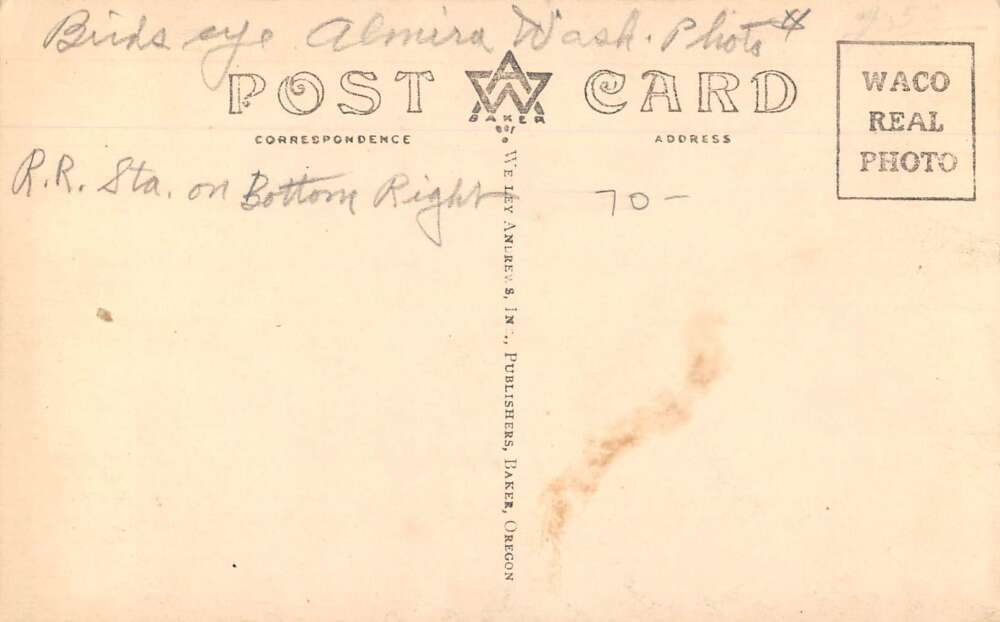 Birds eye Almira Wash. Photo #
POST CARD
BAKER
CORRESPONDENCE
ADDRESS
WACO
REAL
PHOTO
R.R. Sta. on Bottom Right
70-
WESLEY ANDREWS, INC., PUBLISHERS, BAKER, OREGON